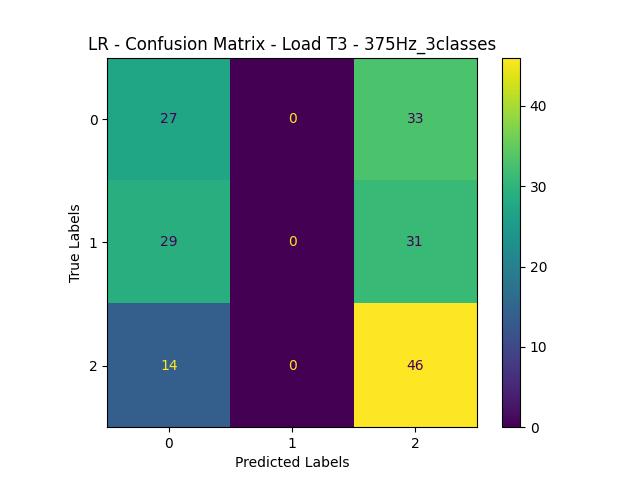 LR - Confusion Matrix - Load T3 - 375Hz_3classes
True Labels
0 27 0 33
1 29 0 31
2 14 0 46
0 1 2
Predicted Labels
40
30
20
10
0